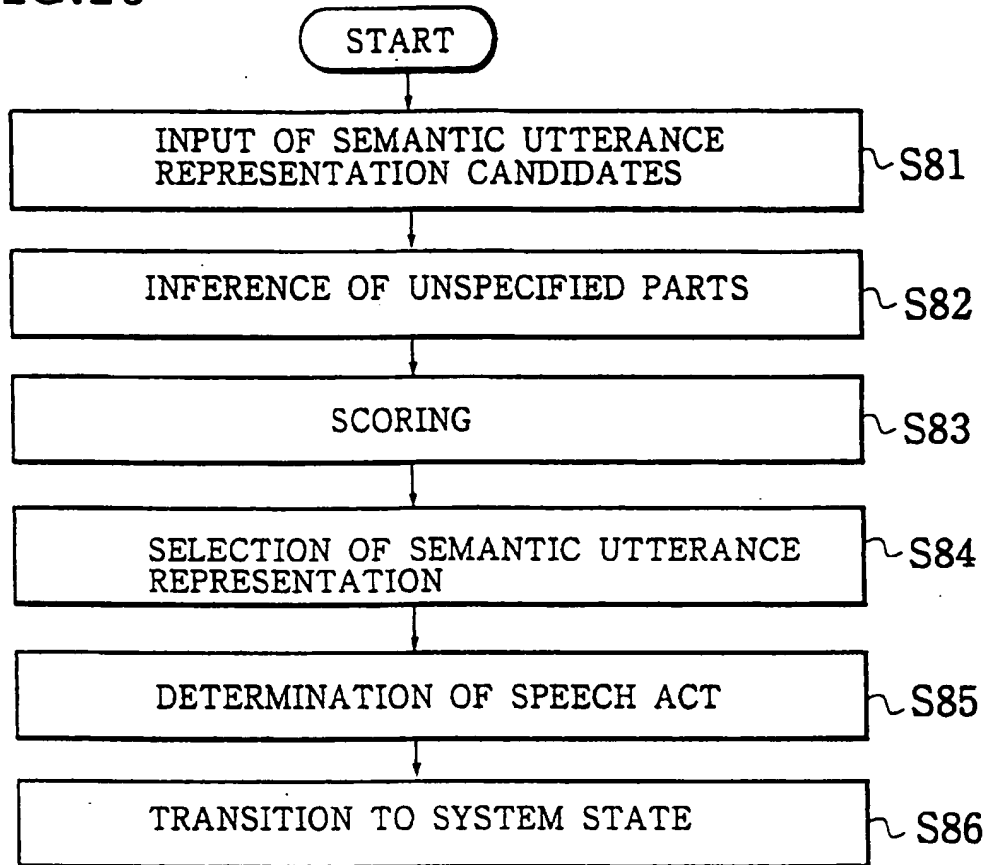 START
INPUT OF SEMANTIC UTTERANCE
REPRESENTATION CANDIDATES
S81
INFERENCE OF UNSPECIFIED PARTS
S82
SCORING
S83
SELECTION OF SEMANTIC UTTERANCE
REPRESENTATION
S84
DETERMINATION OF SPEECH ACT
S85
TRANSITION TO SYSTEM STATE
S86